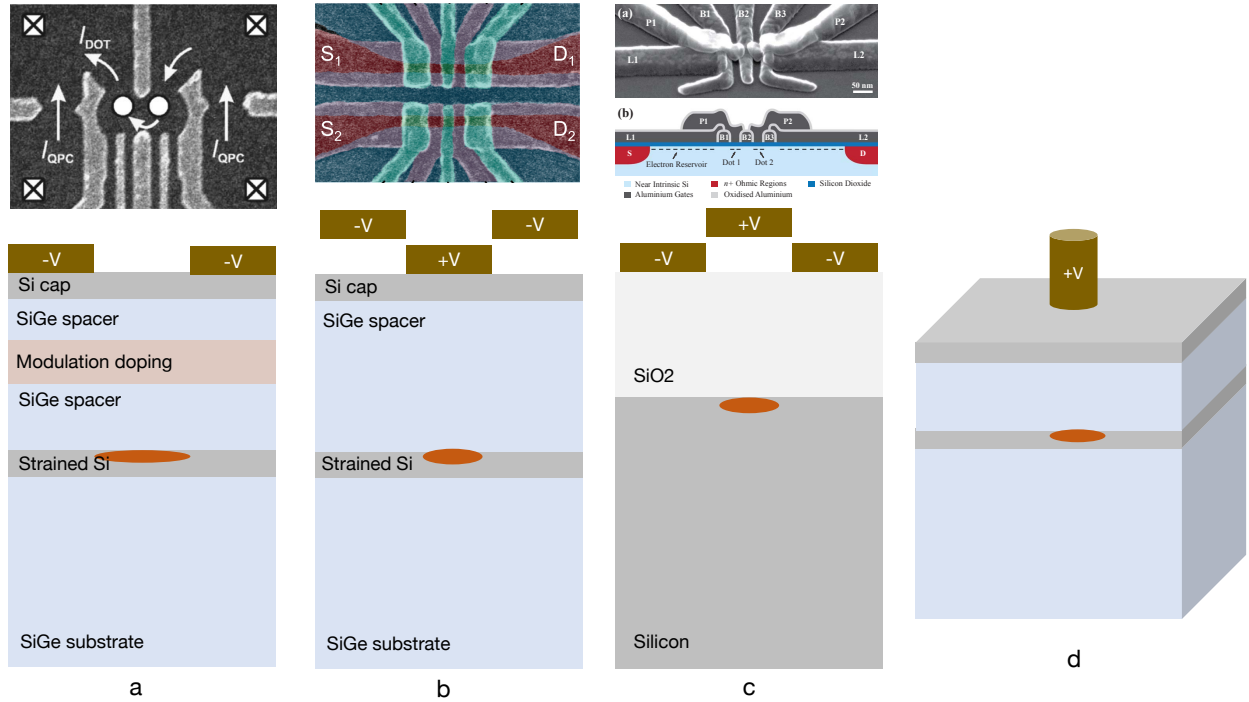 I DOT
I QPC
I QPC
-V
-V
Si cap
SiGe spacer
Modulation doping
SiGe spacer
Strained Si
SiGe substrate
a
S1
D1
S2
D2
-V
-V
+V
Si cap
SiGe spacer
Strained Si
SiGe substrate
b
(a)
P1
B1
B2
B3
P2
L1
L2
50 nm
(b)
P1
P2
L1
B1
B2
B3
L2
S
D
Electron Reservoir
Dot 1
Dot 2
Near Intrinsic Si
n+ Ohmic Regions
Silicon Dioxide
Aluminium Gates
Oxidised Aluminium
+V
-V
-V
SiO2
Silicon
c
+V
d